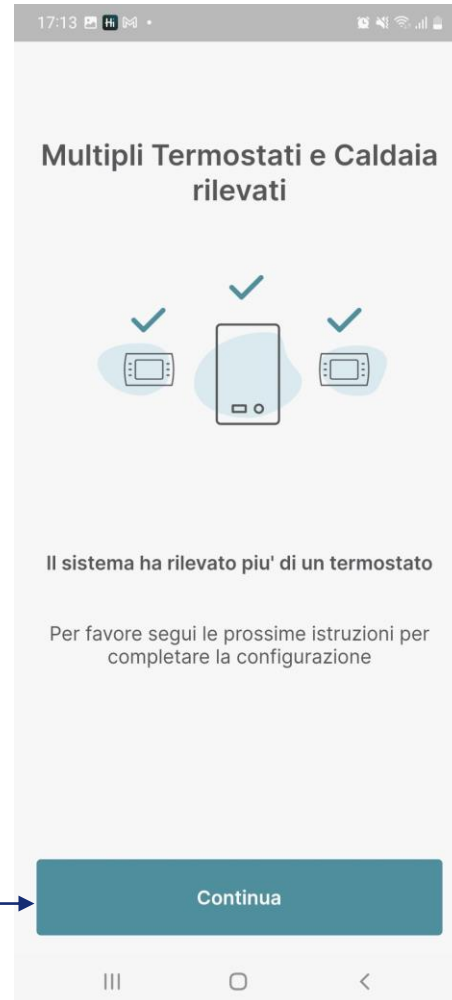 17:13 Hi
Multipli Termostati e Caldaia
rilevati
Il sistema ha rilevato piu' di un termostato
Per favore segui le prossime istruzioni per
completare la configurazione
Continua